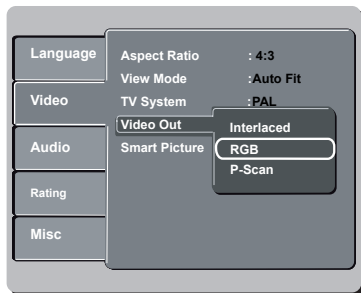 Language
Video
Audio
Rating
Misc
Aspect Ratio : 4:3
View Mode :Auto Fit
TV System :PAL
Video Out
Smart Picture
Interlaced
RGB
P-Scan